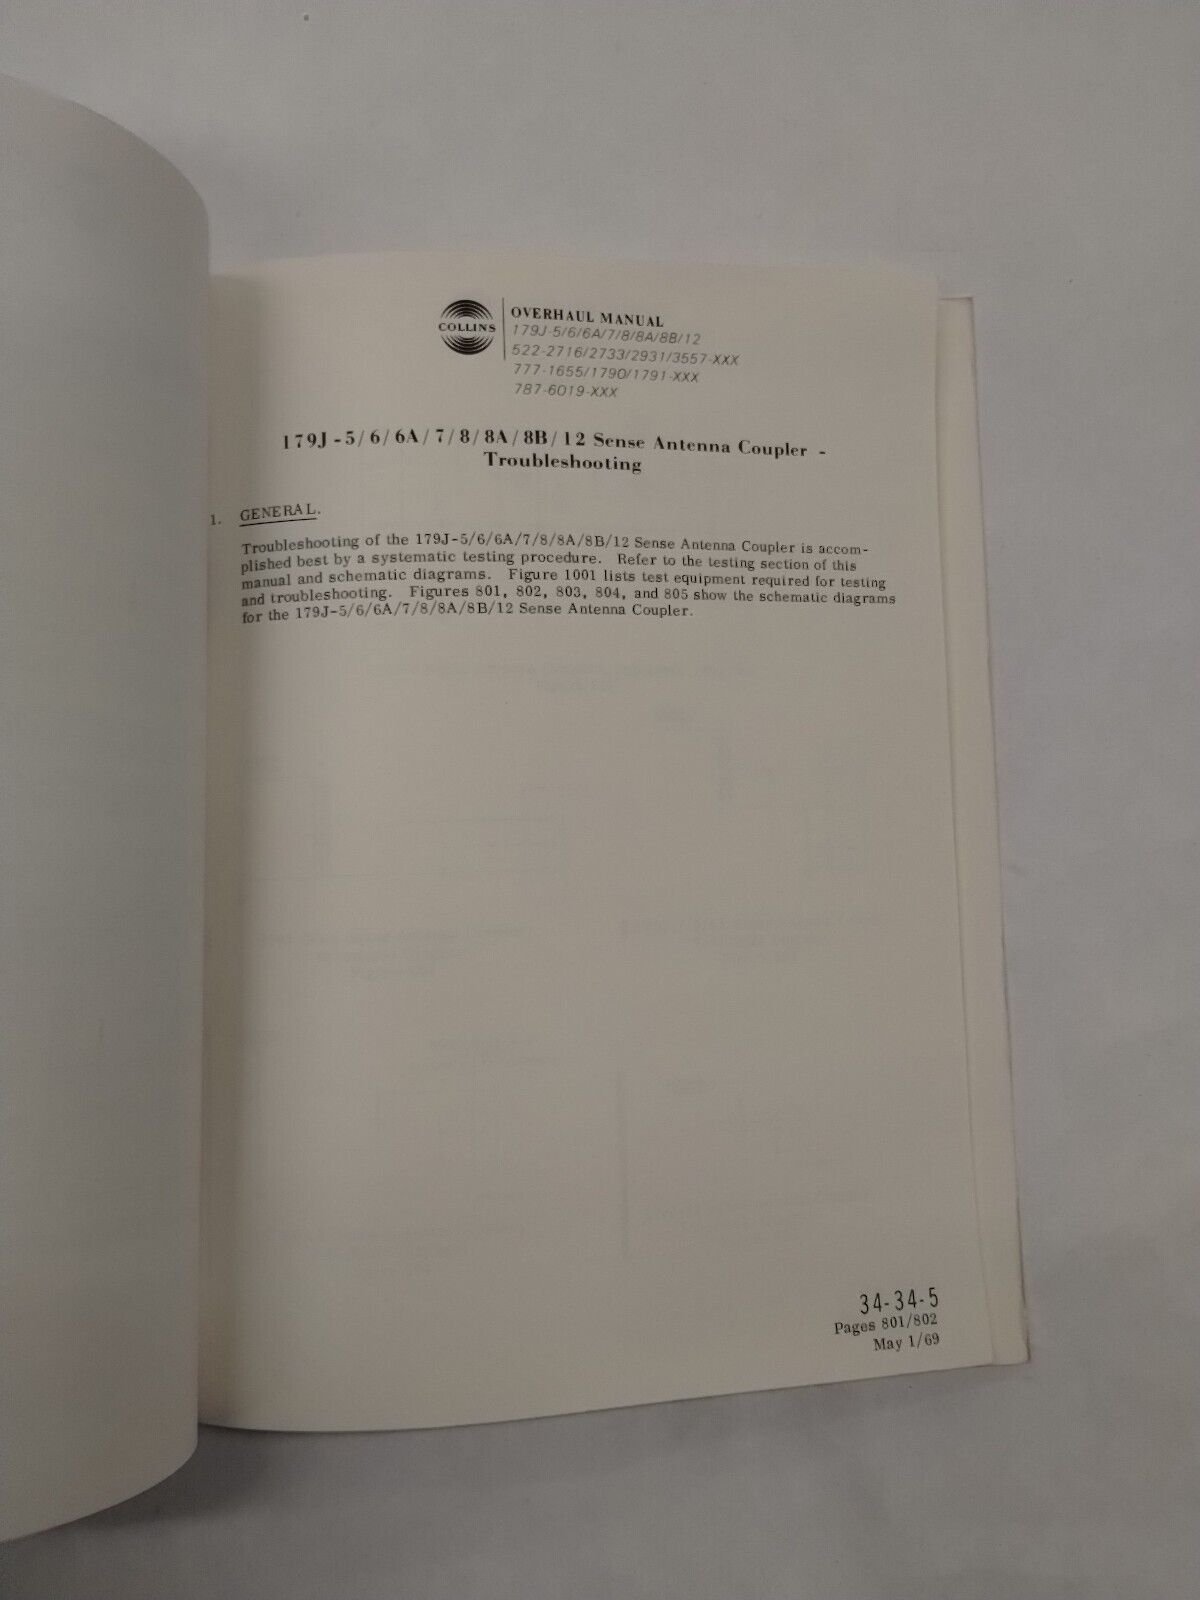 COLLINS
OVERHAUL MANUAL
179J-5/6/6A/7/8/8A/8B/12
522-2716/2733/2931/3557-XXX
777-1655/1790/1791-XXX
787-6019-XXX
179J-5/6/6A/7/8/8A/8B/12 Sense Antenna Coupler -
Troubleshooting
1. GENERAL.
Troubleshooting of the 179J-5/6/6A/7/8/8A/8B/12 Sense Antenna Coupler is accom-
plished best by a systematic testing procedure. Refer to the testing section of this
manual and schematic diagrams. Figure 1001 lists test equipment required for testing
and troubleshooting. Figures 801, 802, 803, 804, and 805 show the schematic diagrams
for the 179J-5/6/6A/7/8/8A/8B/12 Sense Antenna Coupler.
34-34-5
Pages 801/802
May 1/69